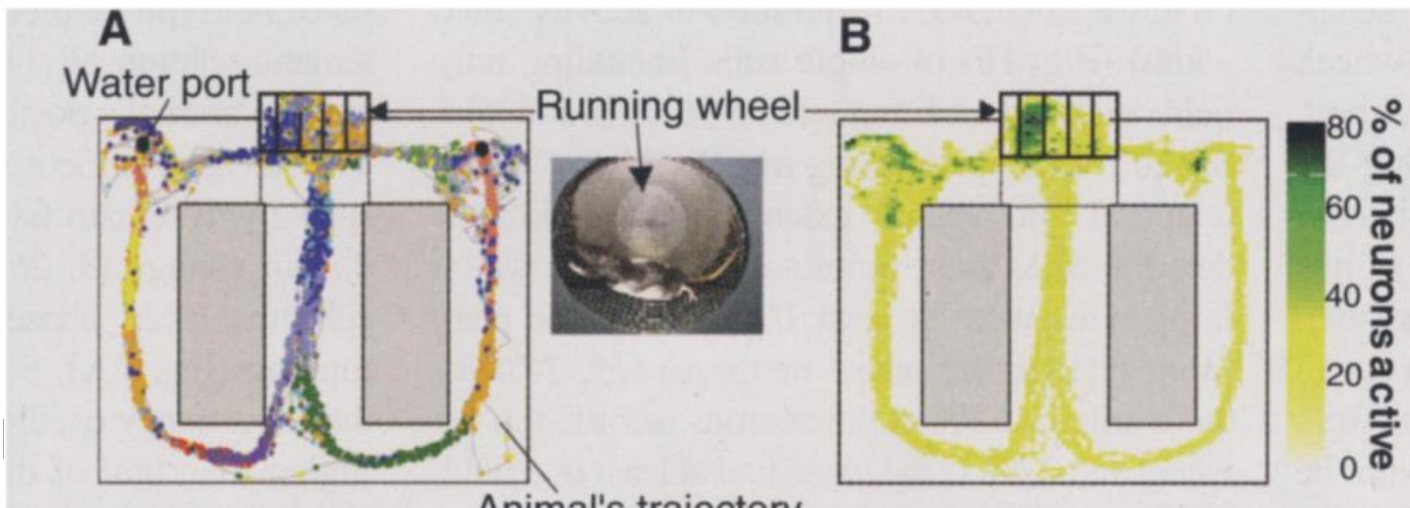 A
B
Water port
Running wheel
Animal's trajectory
80
60
40
20
0
% of neurons active